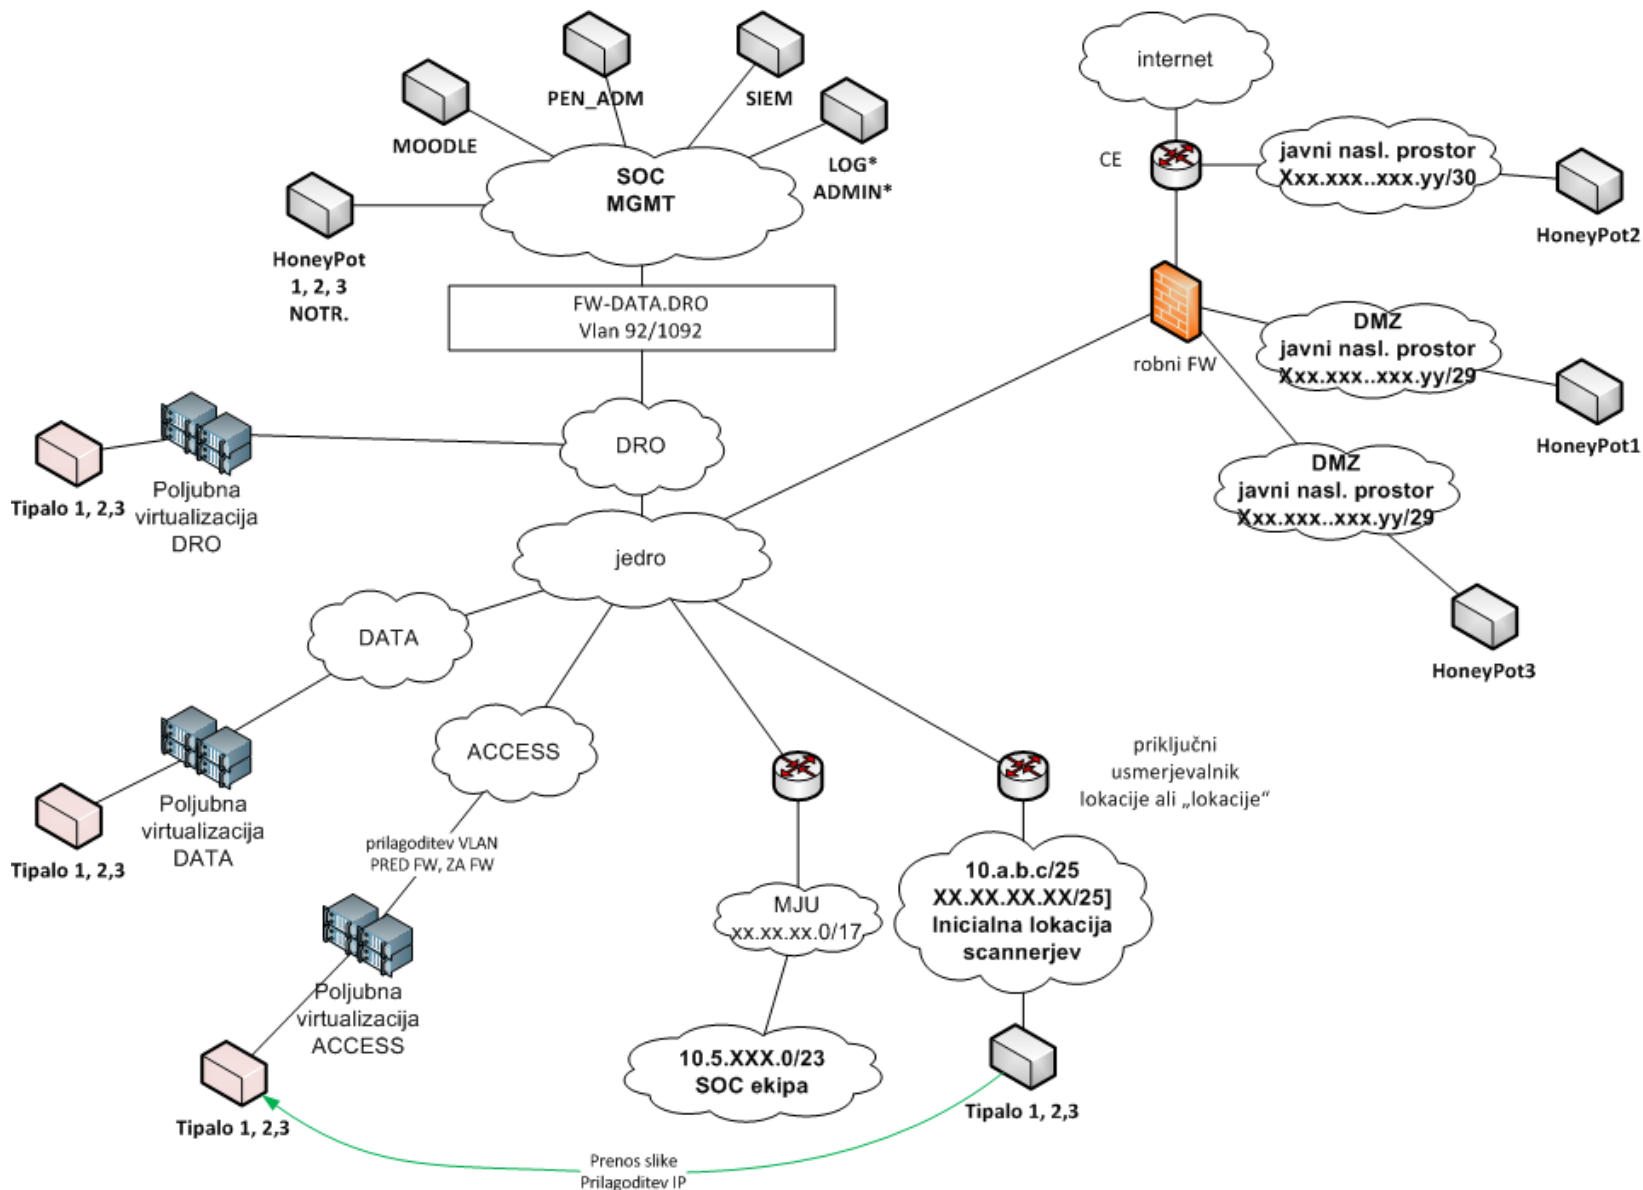 internet
PEN_ADM
SIEM
MOODLE
LOG*
ADMIN*
CE
javni nasl. prostor
Xxx.xxx..xxx.yy/30
HoneyPot2
SOC
MGMT
HoneyPot
1, 2, 3
NOTR.
FW-DATA.DRO
Vlan 92/1092
robni FW
DMZ
javni nasl. prostor
Xxx.xxx..xxx.yy/29
HoneyPot1
DRO
DMZ
javni nasl. prostor
Xxx.xxx..xxx.yy/29
HoneyPot3
Tipalo 1, 2,3
Poljubna
virtualizacija
DRO
jedro
DATA
ACCESS
priključni
usmerjevalnik
lokacije ali „lokacije“
Poljubna
virtualizacija
DATA
Tipalo 1, 2,3
prilagoditev VLAN
PRED FW, ZA FW
MJU
xx.xx.xx.0/17
10.a.b.c/25
XX.XX.XX.XX/25]
Inicialna lokacija
scannerjev
Poljubna
virtualizacija
ACCESS
10.5.XXX.0/23
SOC ekipa
Tipalo 1, 2,3
Tipalo 1, 2,3
Prenos slike
Prilagoditev IP